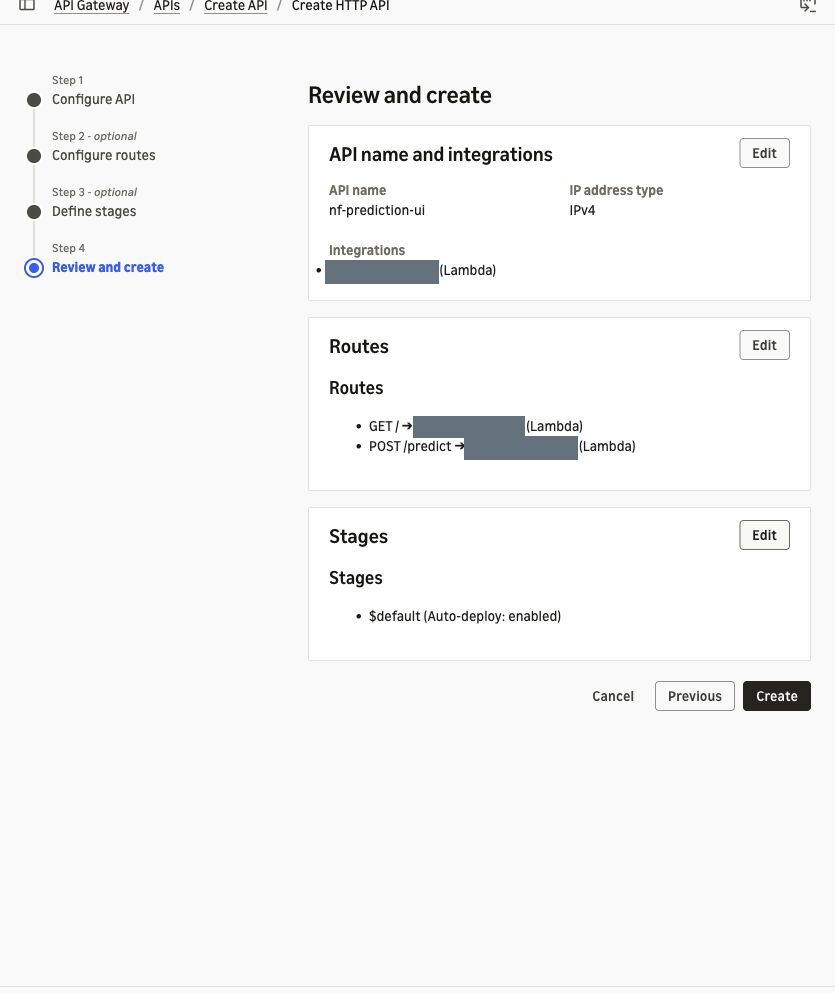 API Gateway / APIs / Create API / Create HTTP API
Step 1
Configure API
Step 2 - optional
Configure routes
Step 3 - optional
Define stages
Step 4
Review and create
Review and create
API name and integrations
Edit
API name
IP address type
nf-prediction-ui
IPv4
Integrations
• (Lambda)
Routes
Edit
Routes
• GET / → (Lambda)
• POST /predict → (Lambda)
Stages
Edit
Stages
• $default (Auto-deploy: enabled)
Cancel
Previous
Create